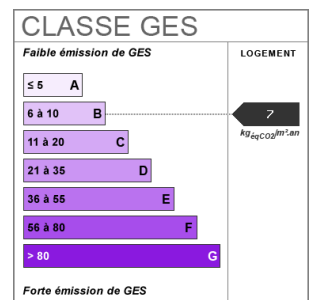 CLASSE GES
Faible émission de GES
LOGEMENT
≤ 5 A
6 à 10 B
7
kgéqCO2/m².an
11 à 20 C
21 à 35 D
36 à 55 E
56 à 80 F
> 80 G
Forte émission de GES